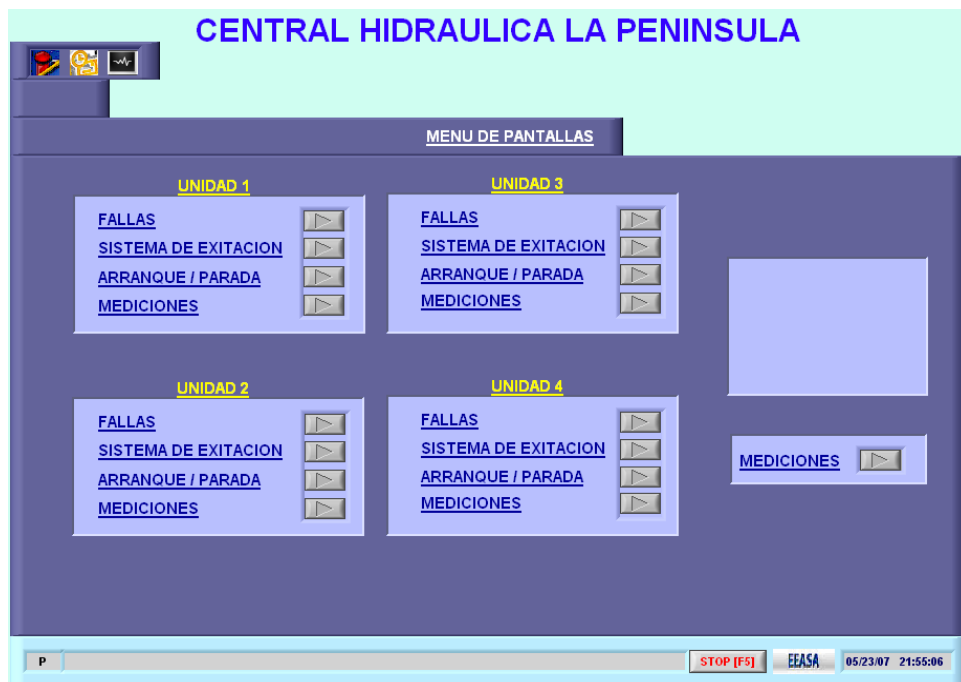 CENTRAL HIDRAULICA LA PENINSULA
MENU DE PANTALLAS
UNIDAD 1
FALLAS
SISTEMA DE EXITACION
ARRANQUE / PARADA
MEDICIONES
UNIDAD 3
FALLAS
SISTEMA DE EXITACION
ARRANQUE / PARADA
MEDICIONES
UNIDAD 2
FALLAS
SISTEMA DE EXITACION
ARRANQUE / PARADA
MEDICIONES
UNIDAD 4
FALLAS
SISTEMA DE EXITACION
ARRANQUE / PARADA
MEDICIONES
MEDICIONES
P STOP [F5] EEASA 05/23/07 21:55:06